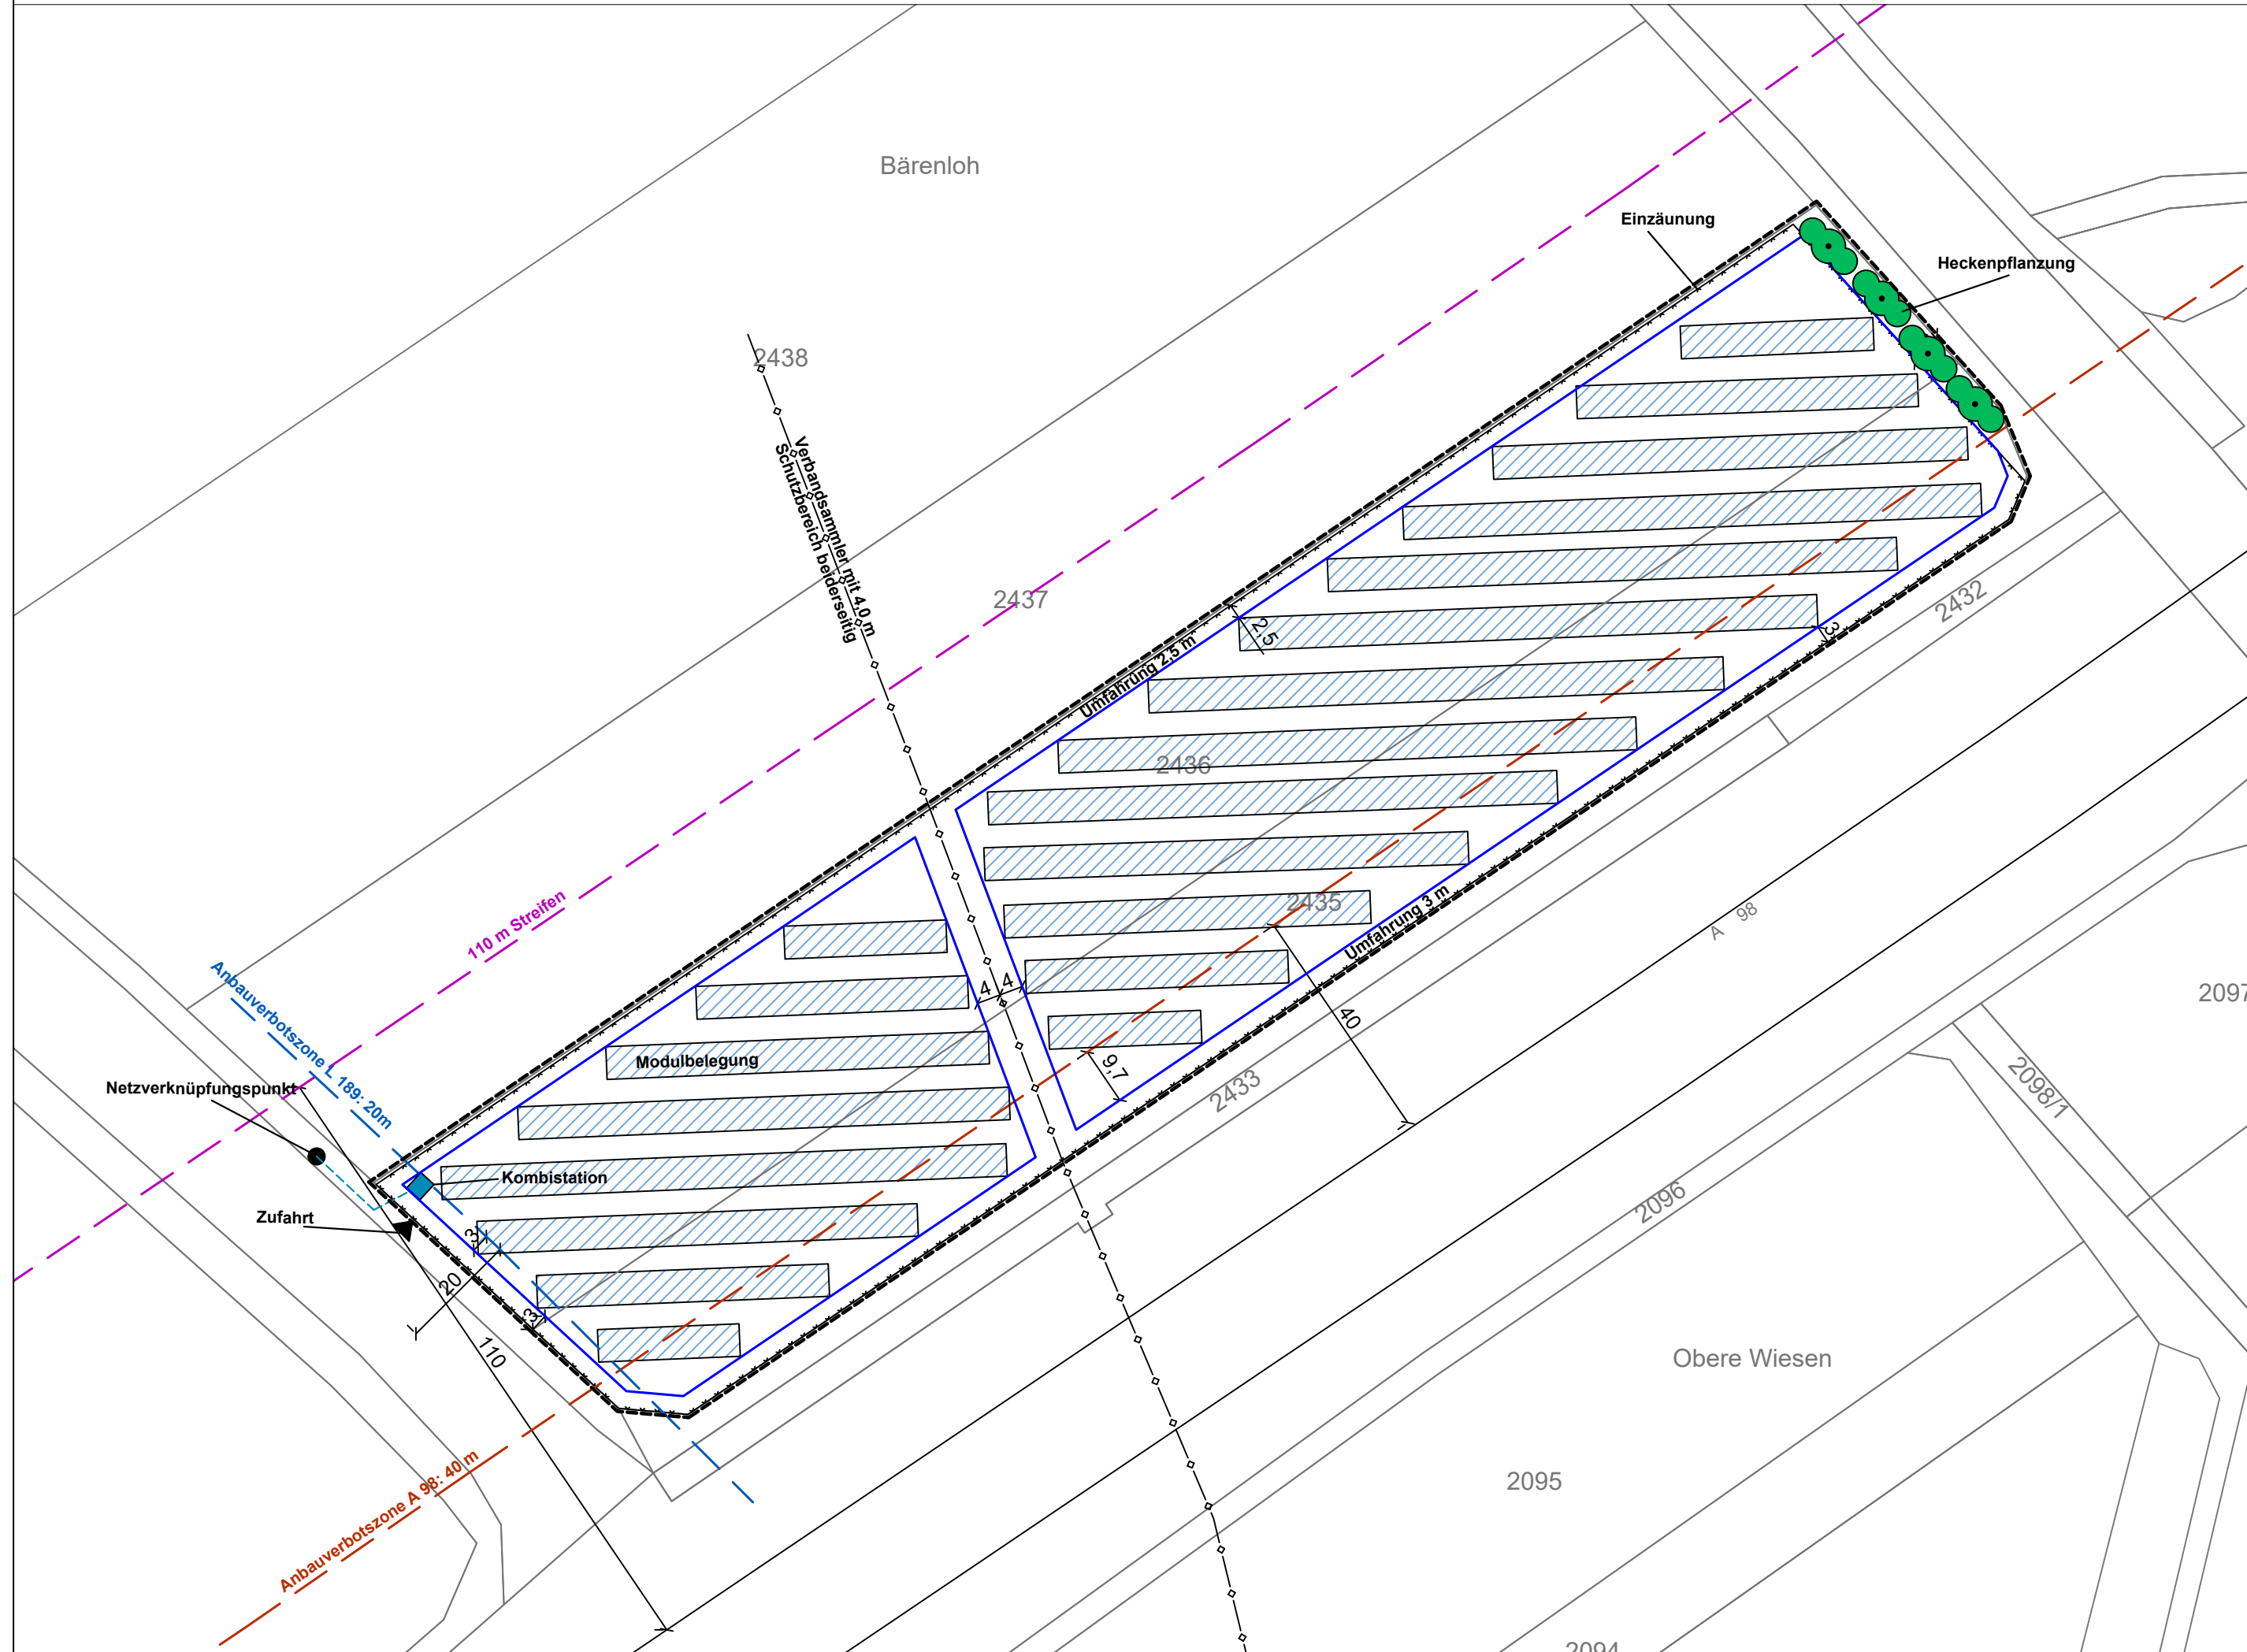 Bärenloh
Einzäunung
Heckenpflanzung
2438
Verbandsammler mit 4,0 m
Schutzbereich beiderseitig
2437
2432
2,5
3
Umfahrung 2,5 m
2436
2435
Umfahrung 3 m
A 98
110 m Streifen
Anbauverbotszone L 189: 20m
4
4
2097
40
Modulbelegung
9,7
2433
2098/1
Netzverknüpfungspunkt
Kombistation
Zufahrt
2096
3
20
3
110
Obere Wiesen
2095
Anbauverbotszone A 98: 40 m
2094